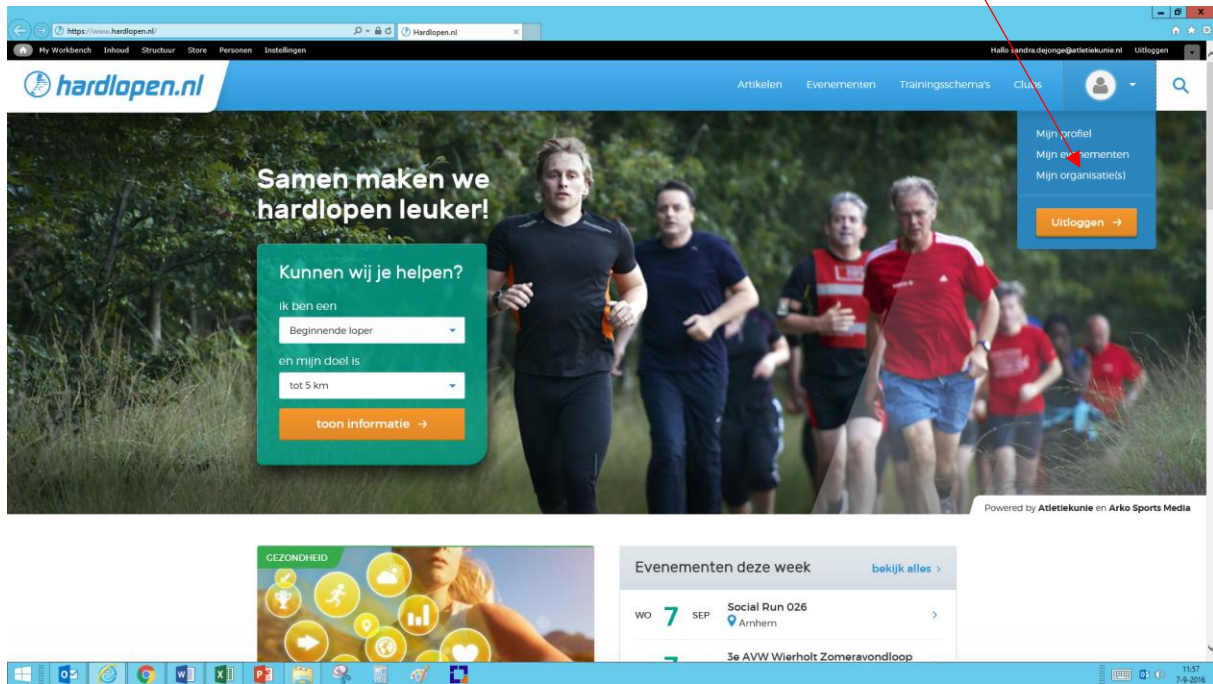 https://www.hardlopen.nl/
Hardlopen.nl
My Workbench Inhoud Structuur Store Personen Instellingen
Hallo sandra.dejonge@atletiekunie.nl Uitloggen
hardlopen.nl
Artikelen Evenementen Trainingsschema's Clubs
Mijn profiel
Mijn evenementen
Mijn organisatie(s)
Uitloggen →
Samen maken we
hardlopen leuker!
Kunnen wij je helpen?
ik ben een
Beginnende loper
en mijn doel is
tot 5 km
toon informatie →
Powered by Atletiekunie en Arko Sports Media
GEZONDHEID
Evenementen deze week bekijk alles >
WO 7 SEP Social Run 026
Arnhem
3e AVW Wierholt Zomeravondloop
11:57
7-9-2016